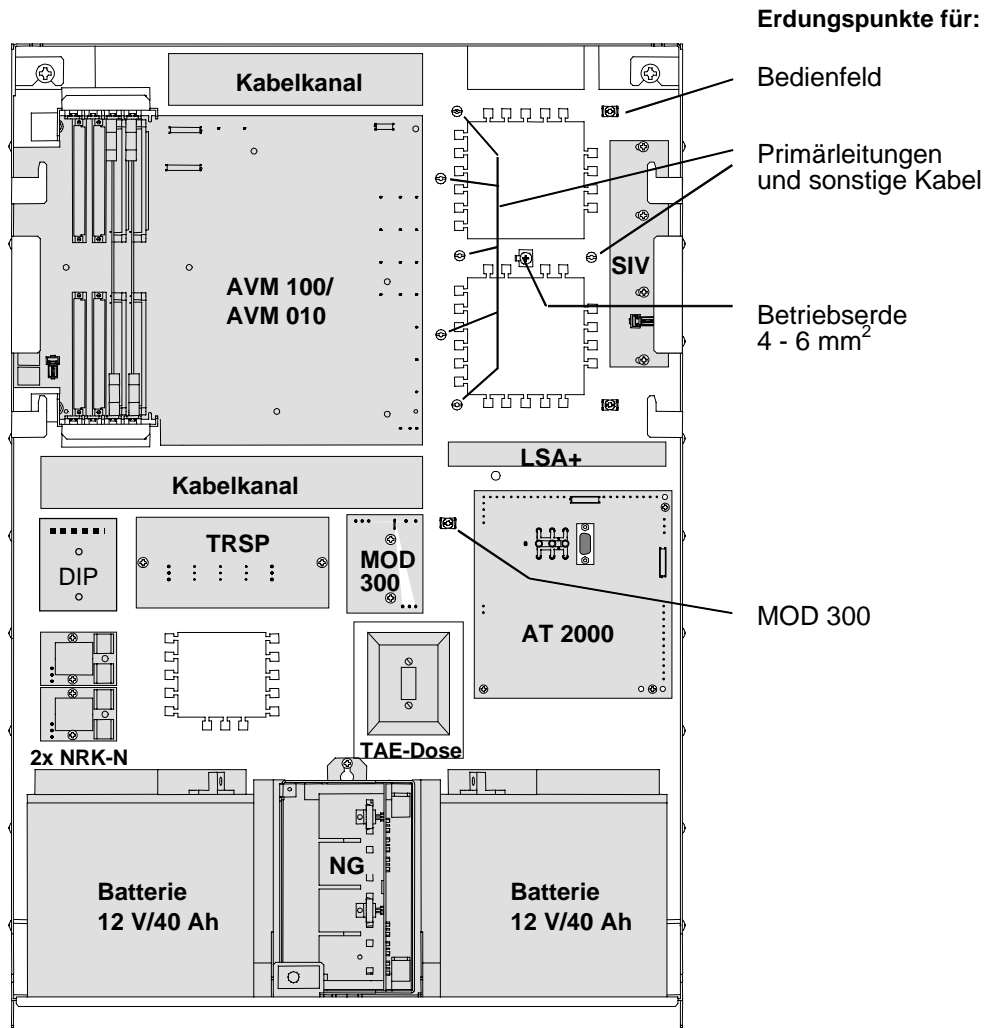 Erdungspunkte für:
Kabelkanal
Bedienfeld
Primärleitungen
und sonstige Kabel
SIV
AVM 100/
AVM 010
Betriebserde
4 - 6 mm²
LSA+
Kabelkanal
TRSP
MOD
300
DIP
MOD 300
AT 2000
2x NRK-N
TAE-Dose
NG
Batterie
12 V/40 Ah
Batterie
12 V/40 Ah